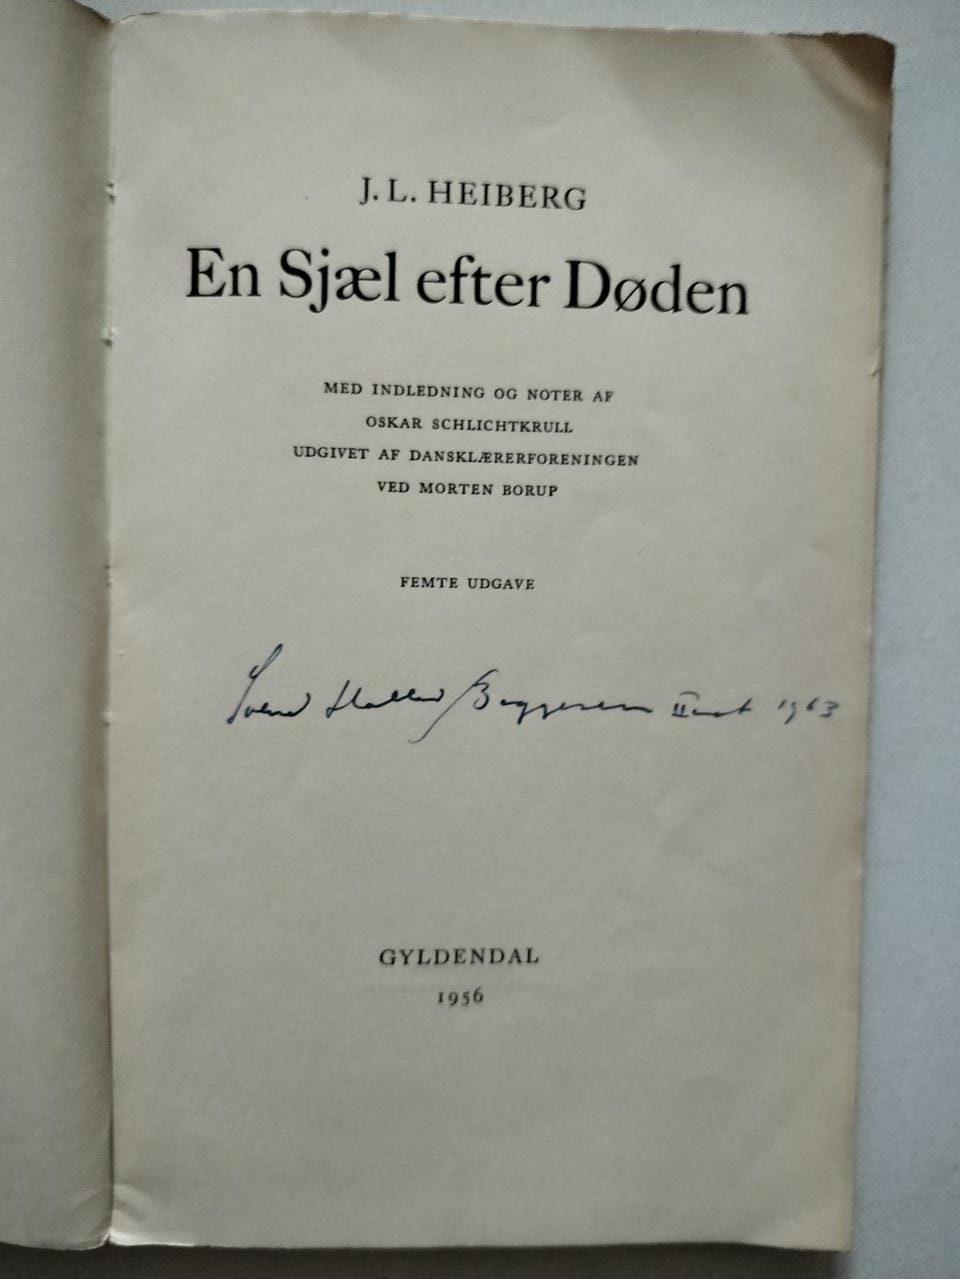 J. L. HEIBERG
En Sjæl efter Døden
MED INDLEDNING OG NOTER AF
OSKAR SCHLICHTKRULL
UDGIVET AF DANSKLÆRERFORENINGEN
VED MORTEN BORUP
FEMTE UDGAVE
1963
GYLDENDAL
1956